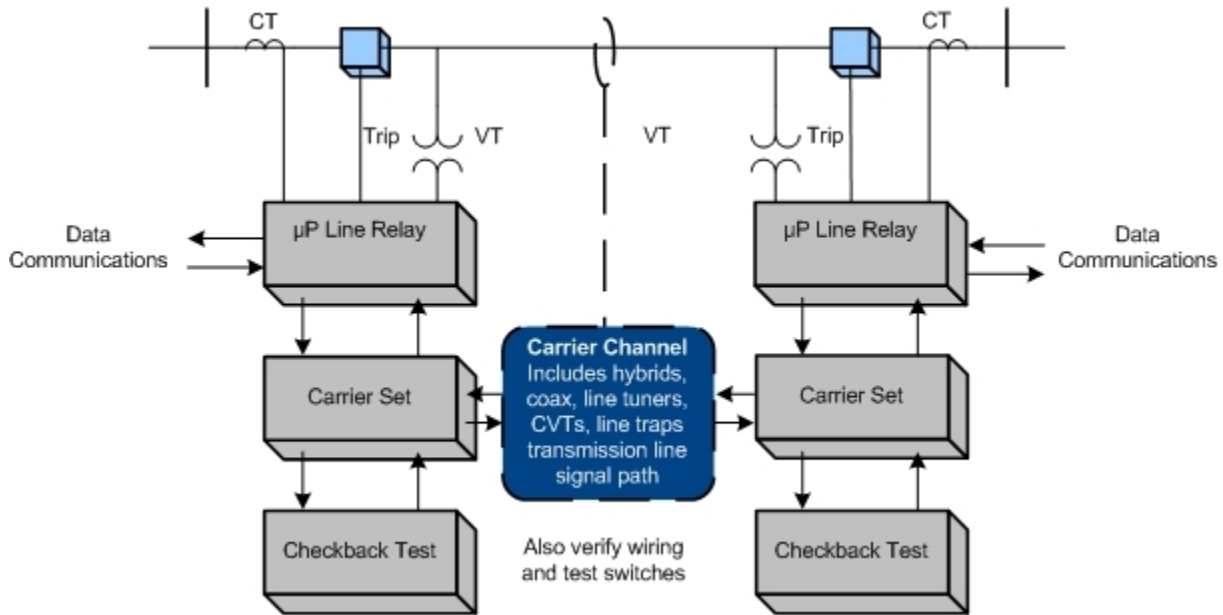 CT
CT
Trip
VT
VT
Trip
µP Line Relay
µP Line Relay
Data
Communications
Data
Communications
Carrier Channel
Includes hybrids,
coax, line tuners,
CVTs, line traps
transmission line
signal path
Carrier Set
Carrier Set
Checkback Test
Also verify wiring
and test switches
Checkback Test